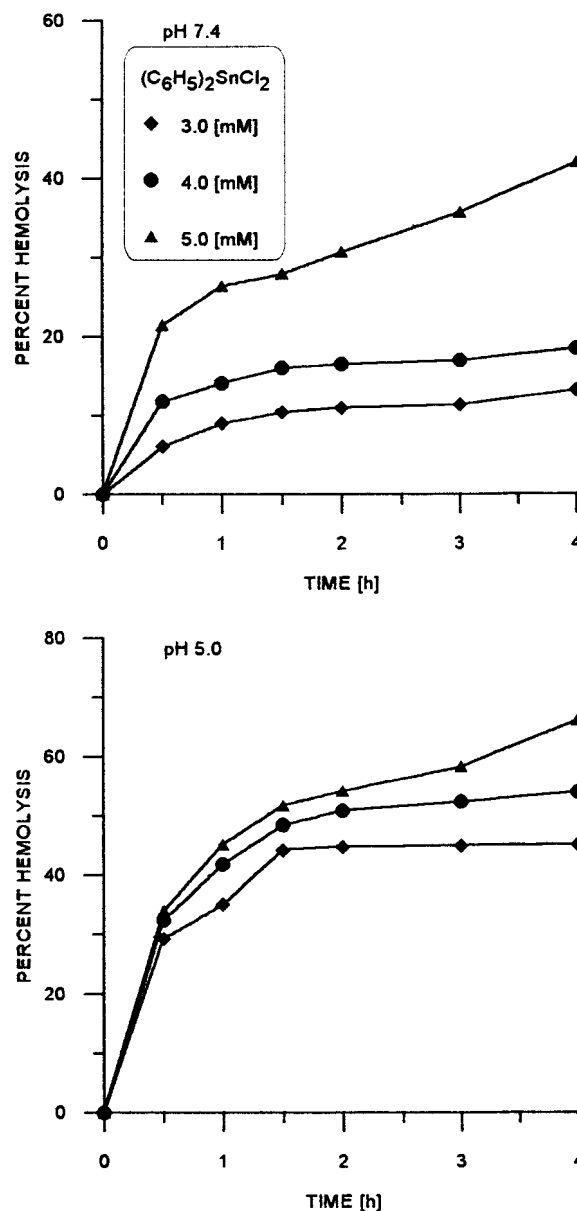 60
pH 7.4
(C6H5)2SnCl2
3.0 [mM]
4.0 [mM]
5.0 [mM]
40
20
0
PERCENT HEMOLYSIS
0 1 2 3 4
TIME [h]
80
pH 5.0
60
40
20
0
PERCENT HEMOLYSIS
0 1 2 3 4
TIME [h]